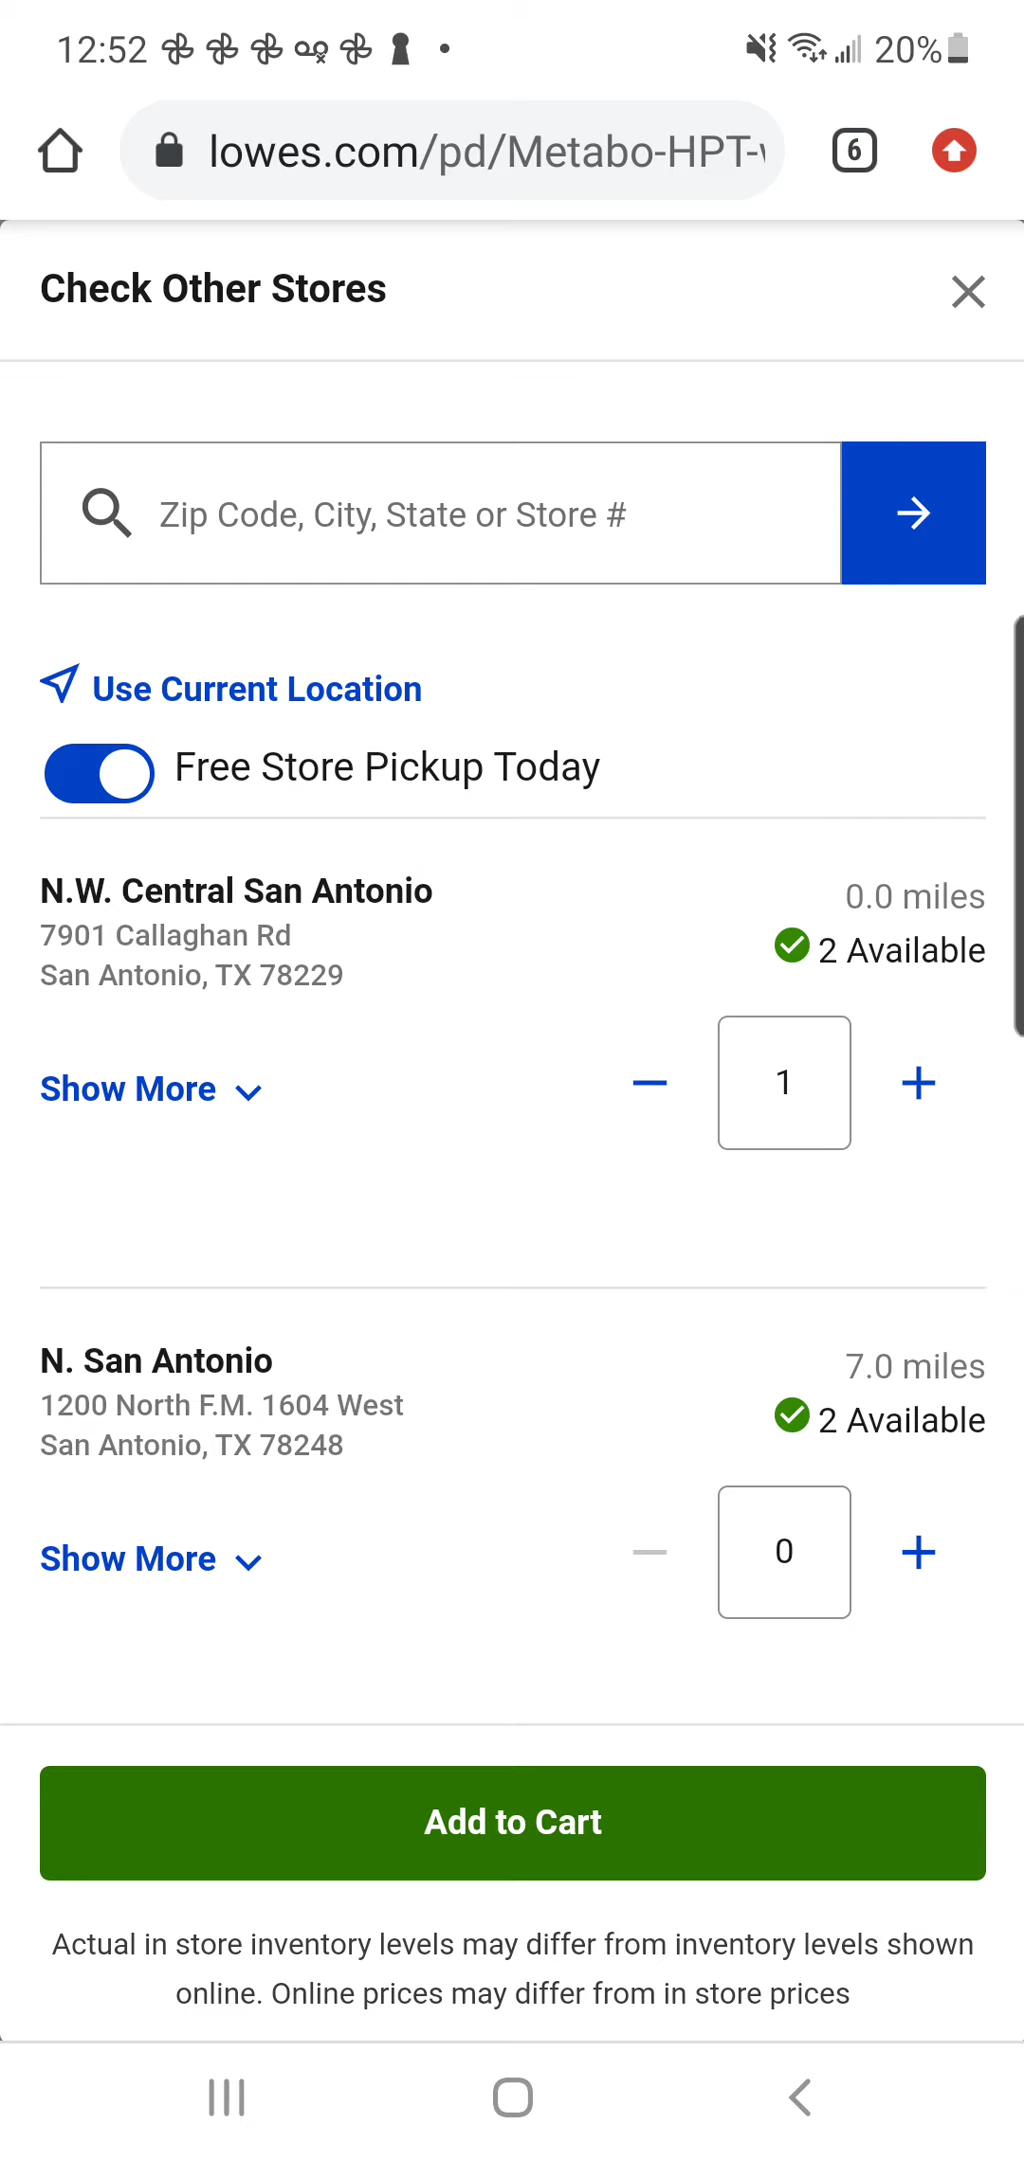 12:52
20%
lowes.com/pd/Metabo-HPT-
6
Check Other Stores
Zip Code, City, State or Store #
Use Current Location
Free Store Pickup Today
N.W. Central San Antonio
0.0 miles
7901 Callaghan Rd
2 Available
San Antonio, TX 78229
Show More
1
N. San Antonio
7.0 miles
1200 North F.M. 1604 West
2 Available
San Antonio, TX 78248
Show More
0
Add to Cart
Actual in store inventory levels may differ from inventory levels shown
online. Online prices may differ from in store prices